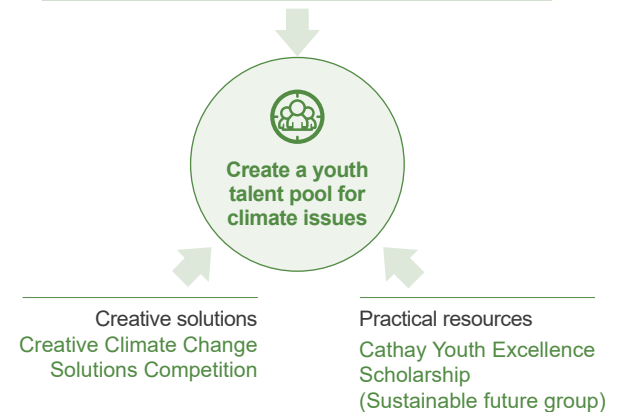 Create a youth
talent pool for
climate issues
Creative solutions
Creative Climate Change
Solutions Competition
Practical resources
Cathay Youth Excellence
Scholarship
(Sustainable future group)